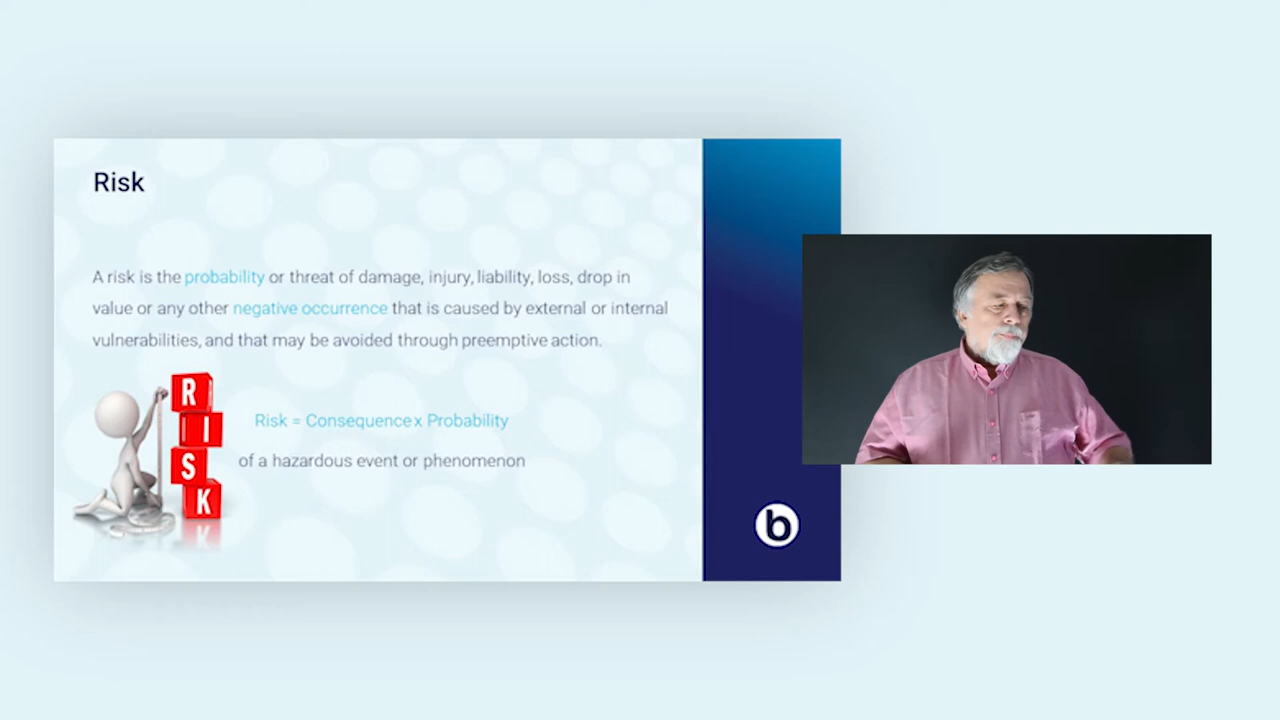 Risk
A risk is the probability or threat of damage, injury, liability, loss, drop in
value or any other negative occurrence that is caused by external or internal
vulnerabilities, and that may be avoided through preemptive action.
R
I
S
K
Risk = Consequence x Probability
of a hazardous event or phenomenon
b